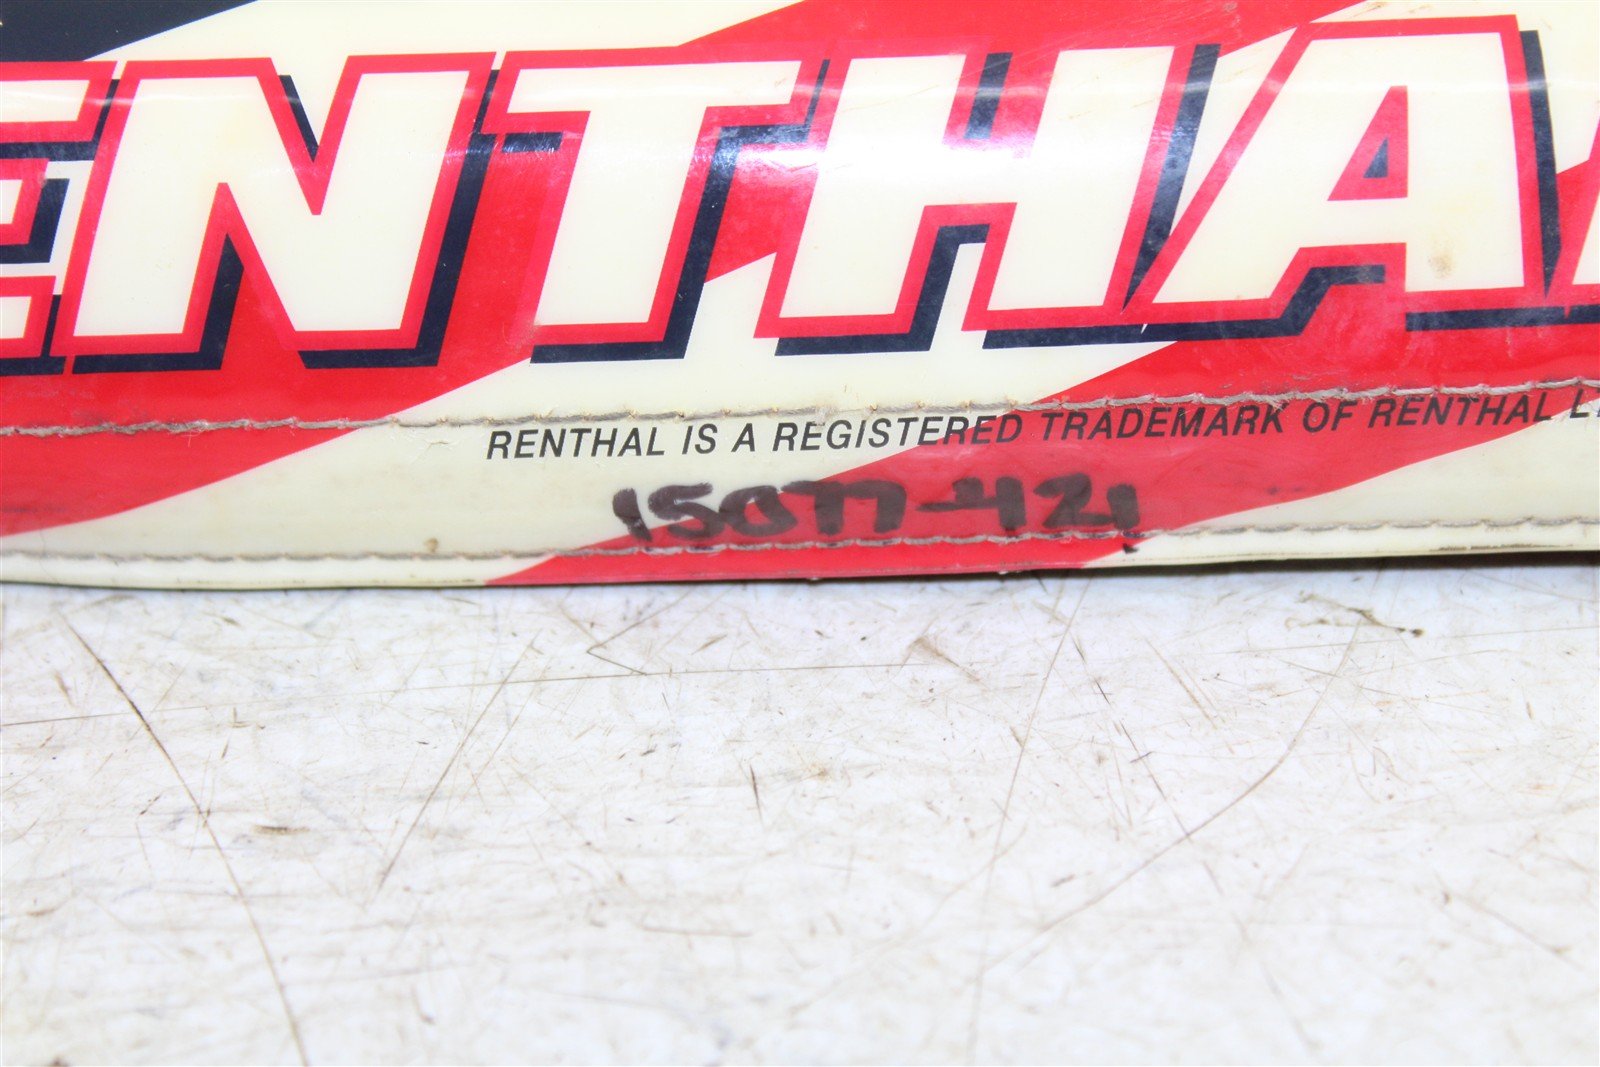 ENTHA
RENTHAL IS A REGISTERED TRADEMARK OF RENTHAL L
15077-421